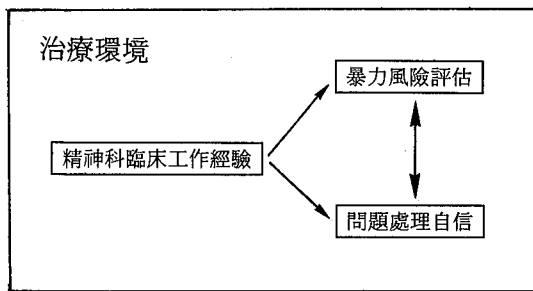 治療環境
暴力風險評估
精神科臨床工作經驗
問題處理自信